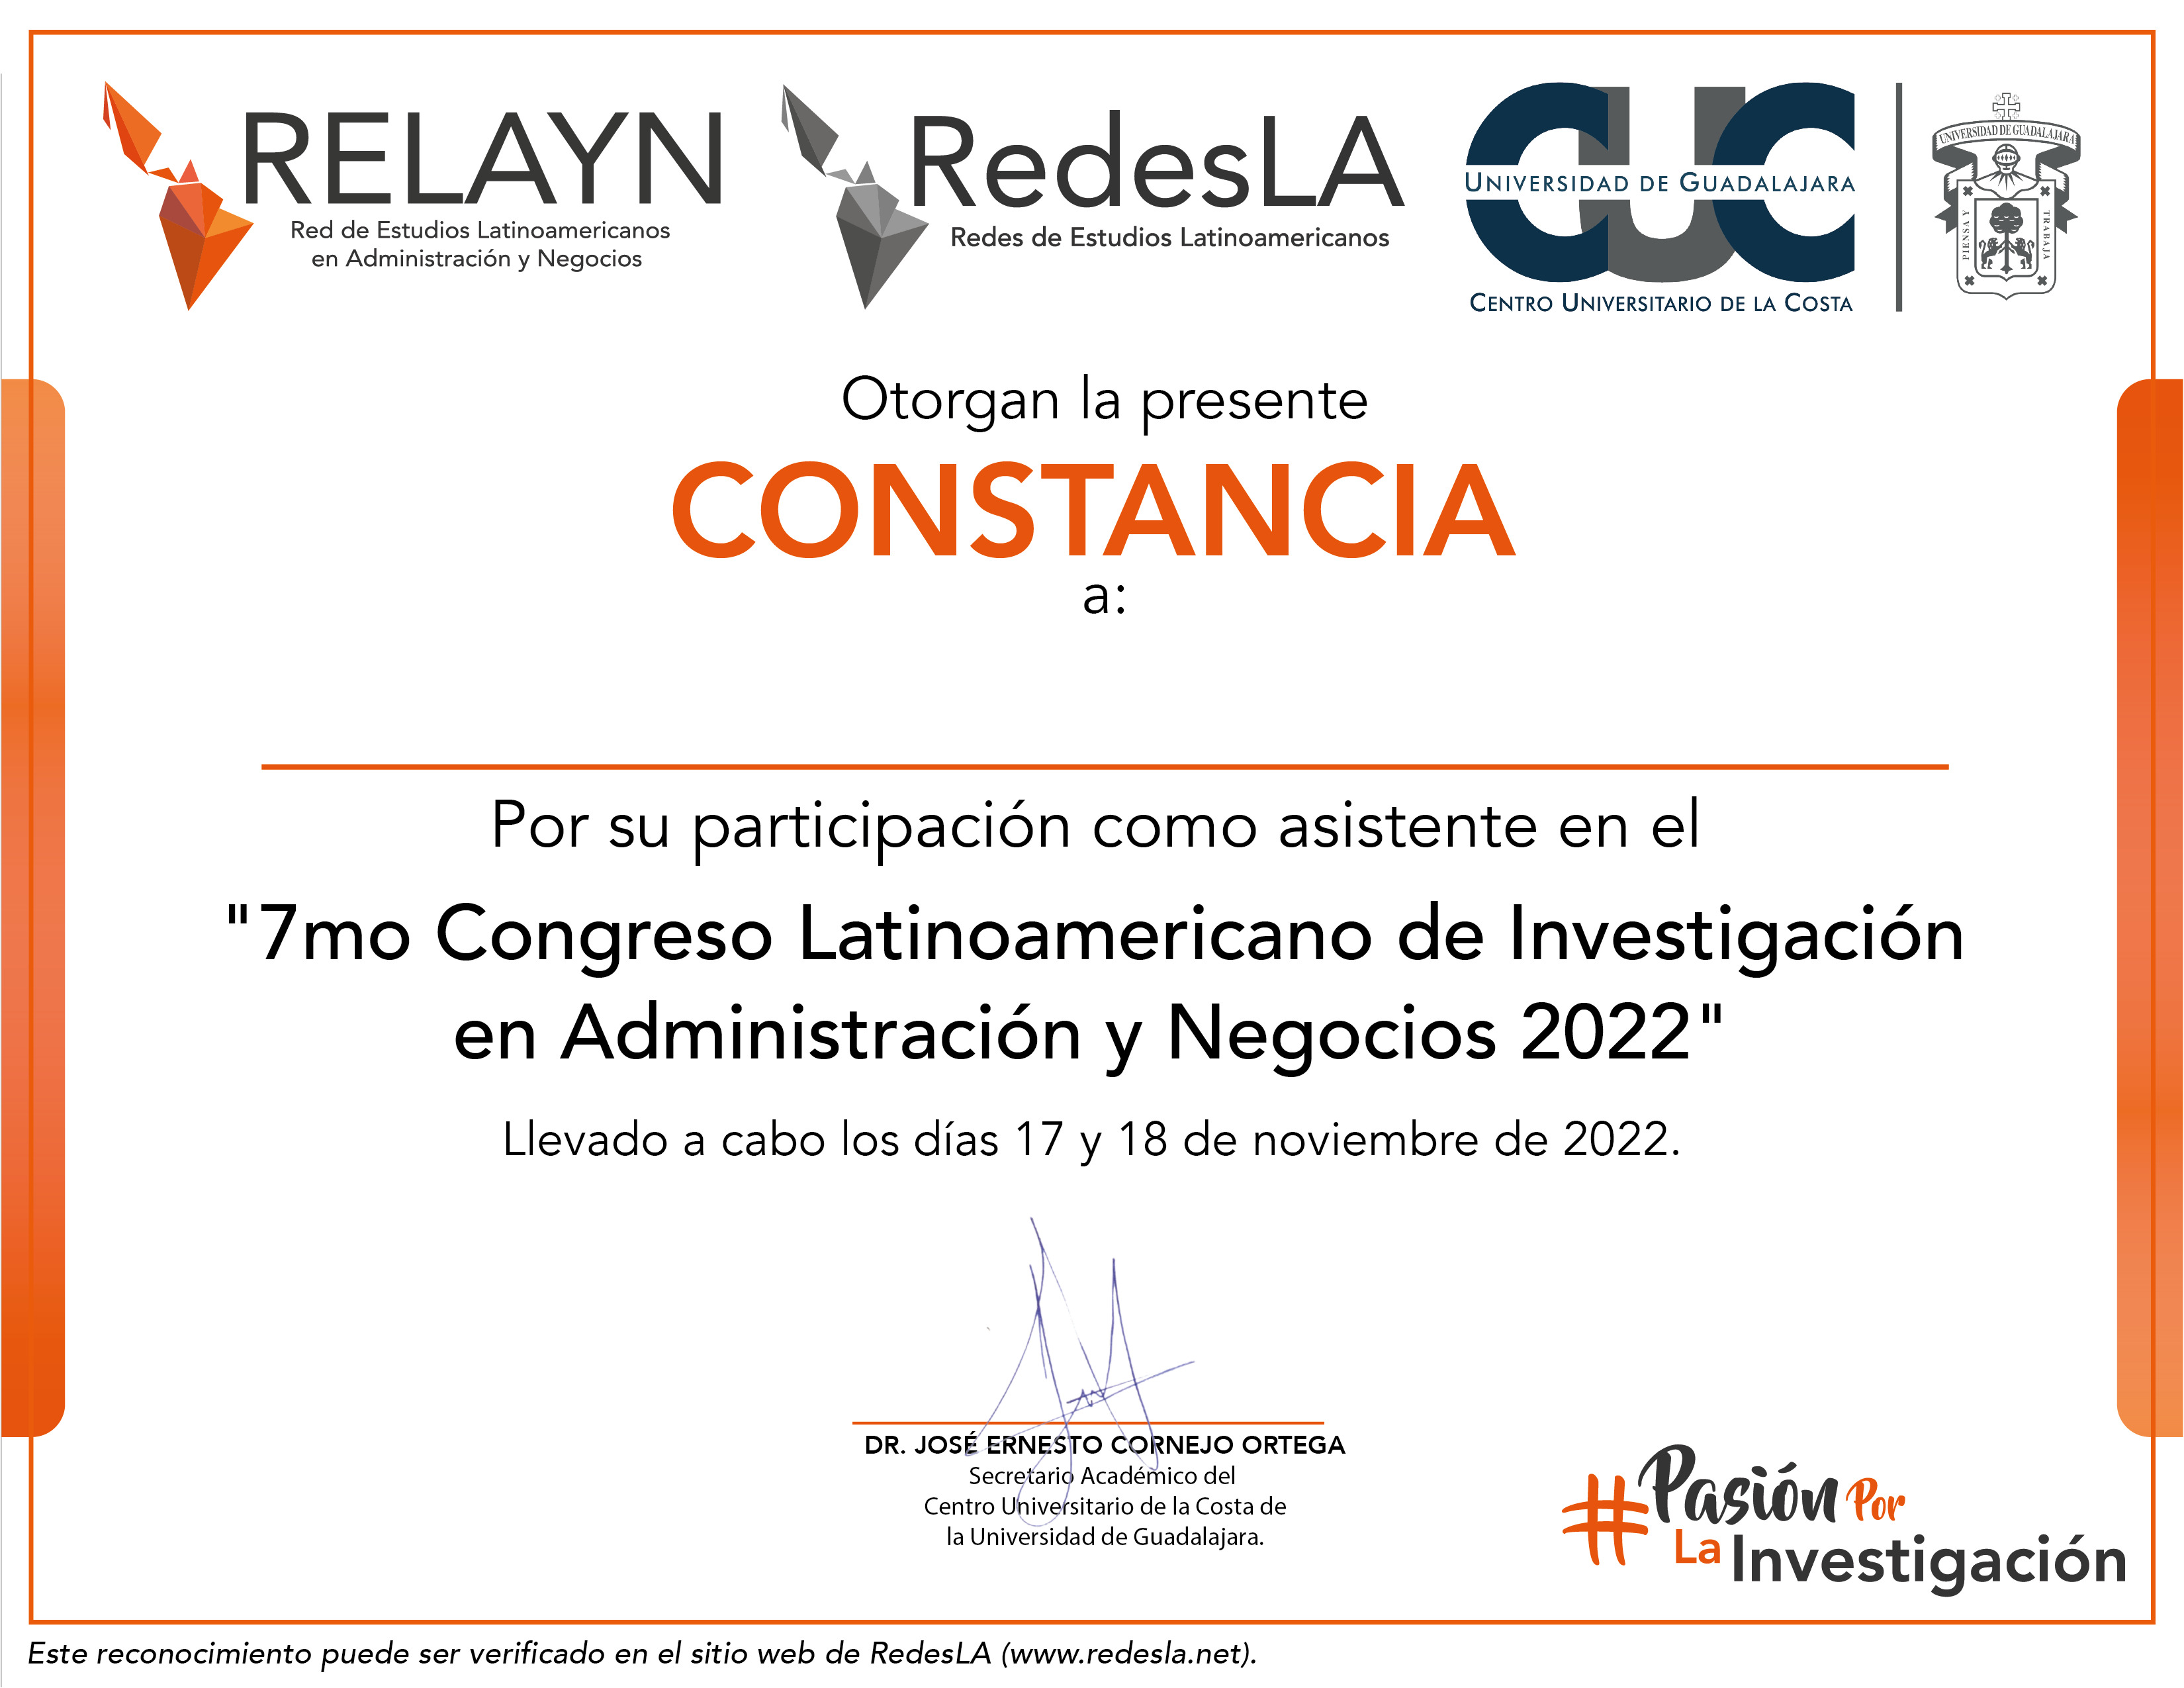 RELAYN
Red de Estudios Latinoamericanos
en Administración y Negocios
RedesLA
Redes de Estudios Latinoamericanos
CUC
UNIVERSIDAD DE GUADALAJARA
CENTRO UNIVERSITARIO DE LA COSTA
UNIVERSIDAD DE GUADALAJARA
PIENSA Y
TRABAJA
Otorgan la presente
CONSTANCIA
a:
Por su participación como asistente en el
"7mo Congreso Latinoamericano de Investigación
en Administración y Negocios 2022"
Llevado a cabo los días 17 y 18 de noviembre de 2022.
DR. JOSÉ ERNESTO CORNEJO ORTEGA
Secretario Académico del
Centro Universitario de la Costa de
la Universidad de Guadalajara.
#Pasión Por
La Investigación
Este reconocimiento puede ser verificado en el sitio web de RedesLA (www.redesla.net).